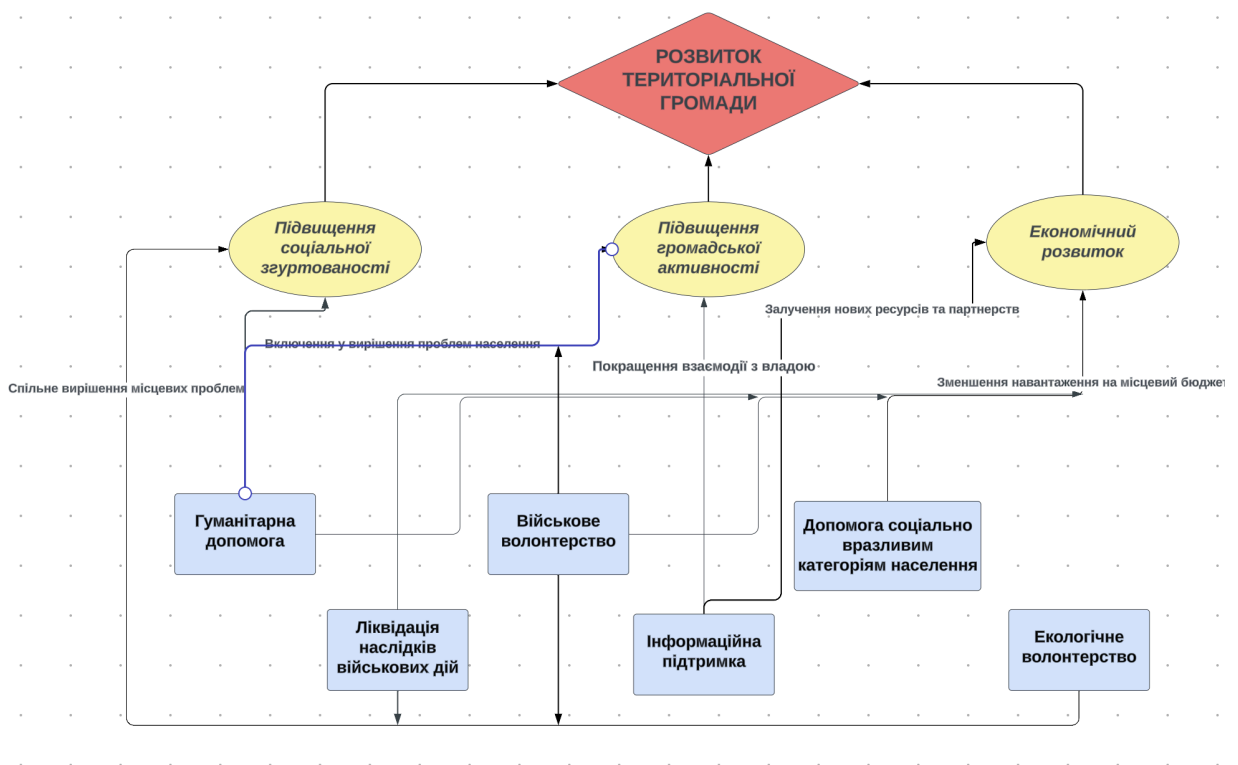 РОЗВИТОК
ТЕРИТОРІАЛЬНОЇ
ГРОМАДИ
Підвищення
соціальної
згуртованості
Підвищення
громадської
активності
Економічний
розвиток
Залучення нових ресурсів та партнерств
Включення у вирішення проблем населення
Покращення взаємодії з владою
Спільне вирішення місцевих проблем
Зменшення навантаження на місцевий бюджет
Гуманітарна
допомога
Військове
волонтерство
Допомога соціально
вразливим
категоріям населення
Ліквідація
наслідків
військових дій
Інформаційна
підтримка
Екологічне
волонтерство